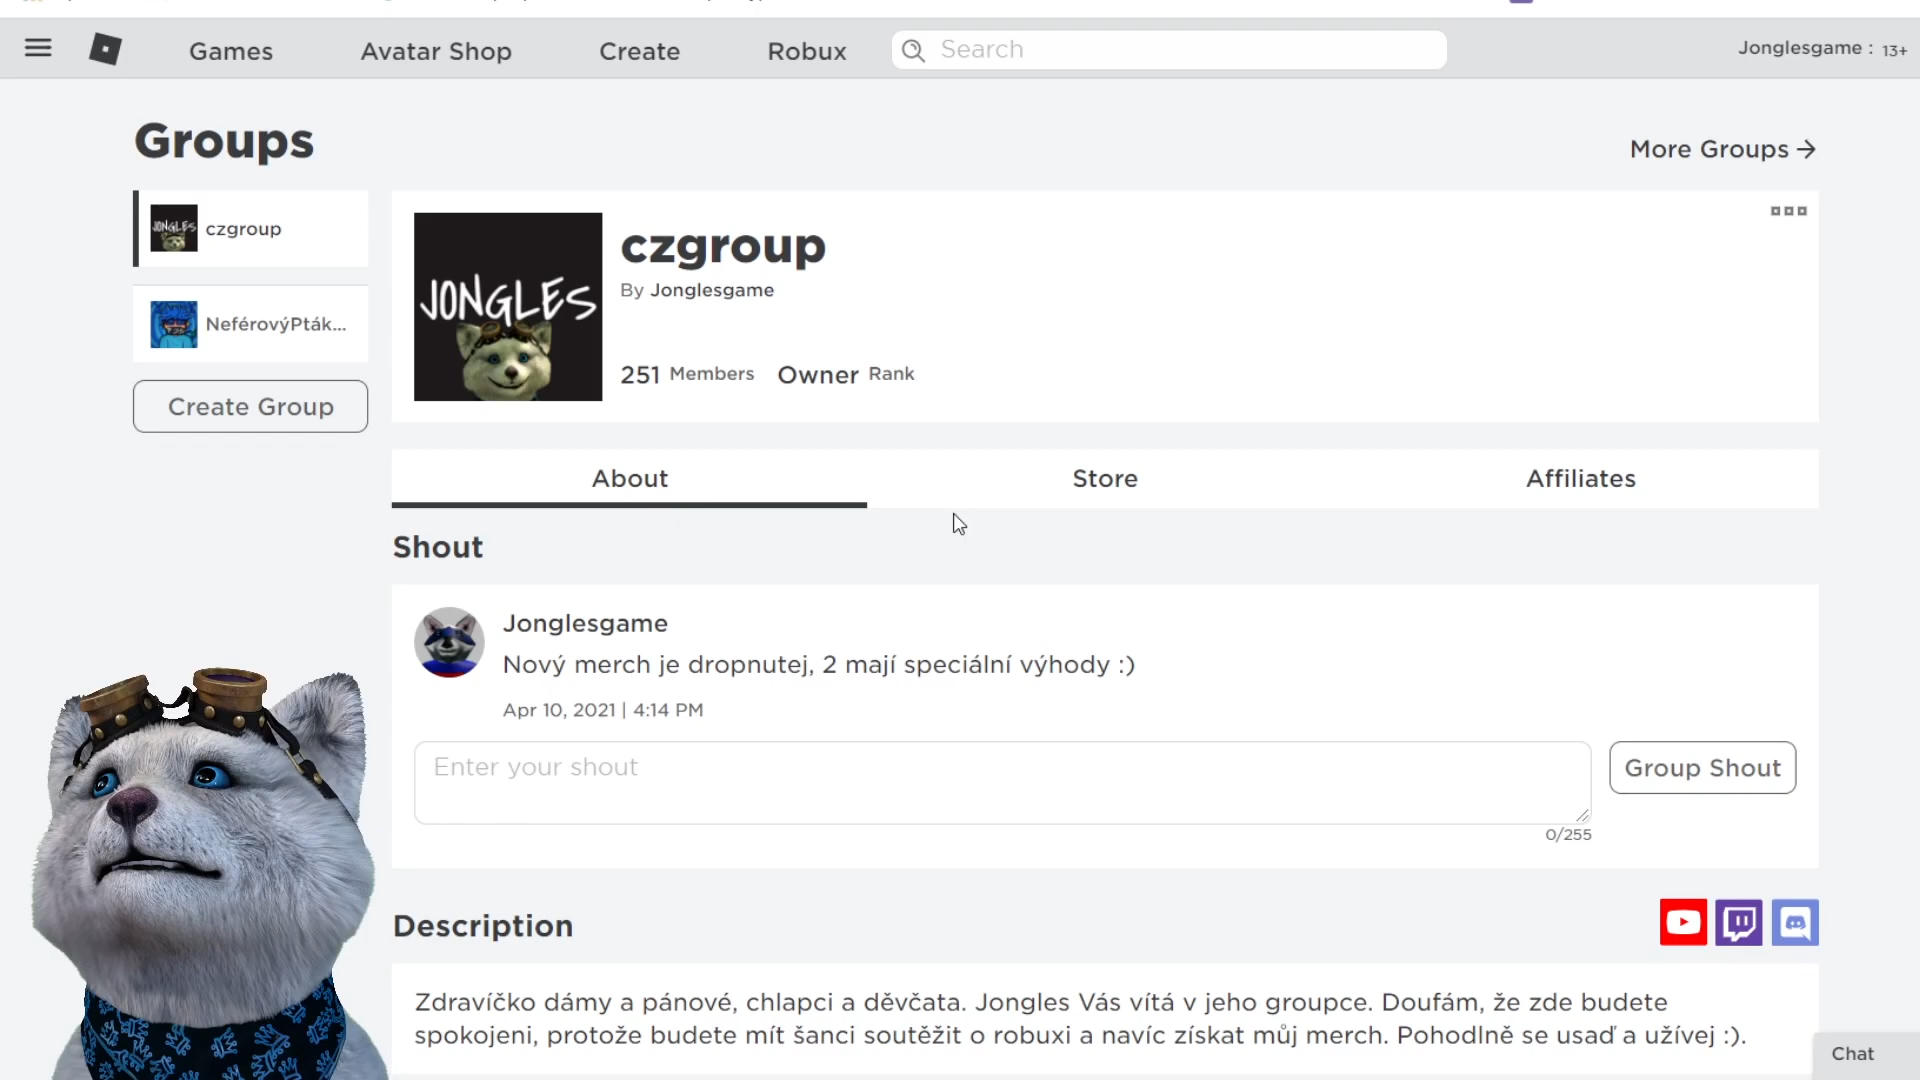 Games
Avatar Shop
Create
Robux
Search
Jonglesgame : 13+
Groups
More Groups
JONGLES
czgroup
NeférovýPták...
Create Group
JONGLES
czgroup
By Jonglesgame
251 Members Owner Rank
About
Store
Affiliates
Shout
Jonglesgame
Nový merch je dropnutej, 2 mají speciální výhody :)
Apr 10, 2021 | 4:14 PM
Enter your shout
Group Shout
0/255
Description
Zdravíčko dámy a pánové, chlapci a děvčata. Jongles Vás vítá v jeho groupce. Doufám, že zde budete
spokojeni, protože budete mít šanci soutěžit o robuxi a navíc získat můj merch. Pohodlně se usaď a užívej :).
Chat